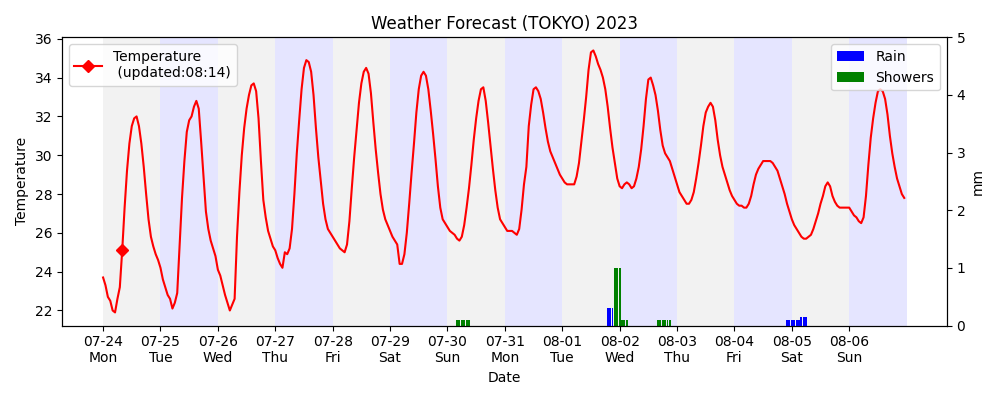 Weather Forecast (TOKYO) 2023
Temperature
(updated:08:14)
Rain
Showers
36
34
32
30
28
26
24
22
Temperature
5
4
3
2
1
0
mm
07-24 07-25 07-26 07-27 07-28 07-29 07-30 07-31 08-01 08-02 08-03 08-04 08-05 08-06
Mon Tue Wed Thu Fri Sat Sun Mon Tue Wed Thu Fri Sat Sun
Date